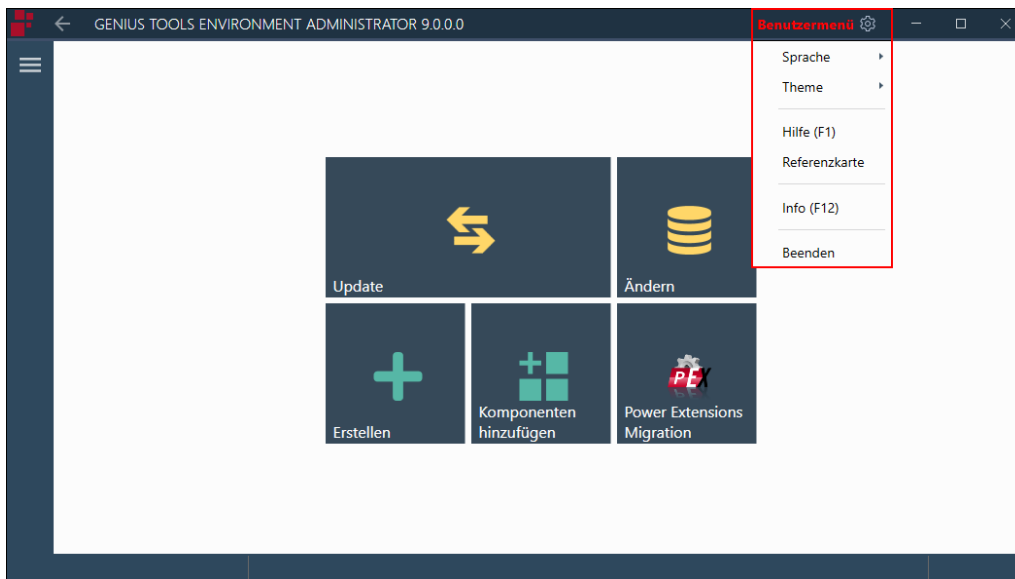 GENIUS TOOLS ENVIRONMENT ADMINISTRATOR 9.0.0.0
Benutzermenü
Sprache
Theme
Hilfe (F1)
Referenzkarte
Info (F12)
Beenden
Update
Ändern
PEX
Erstellen
Komponenten
hinzufügen
Power Extensions
Migration